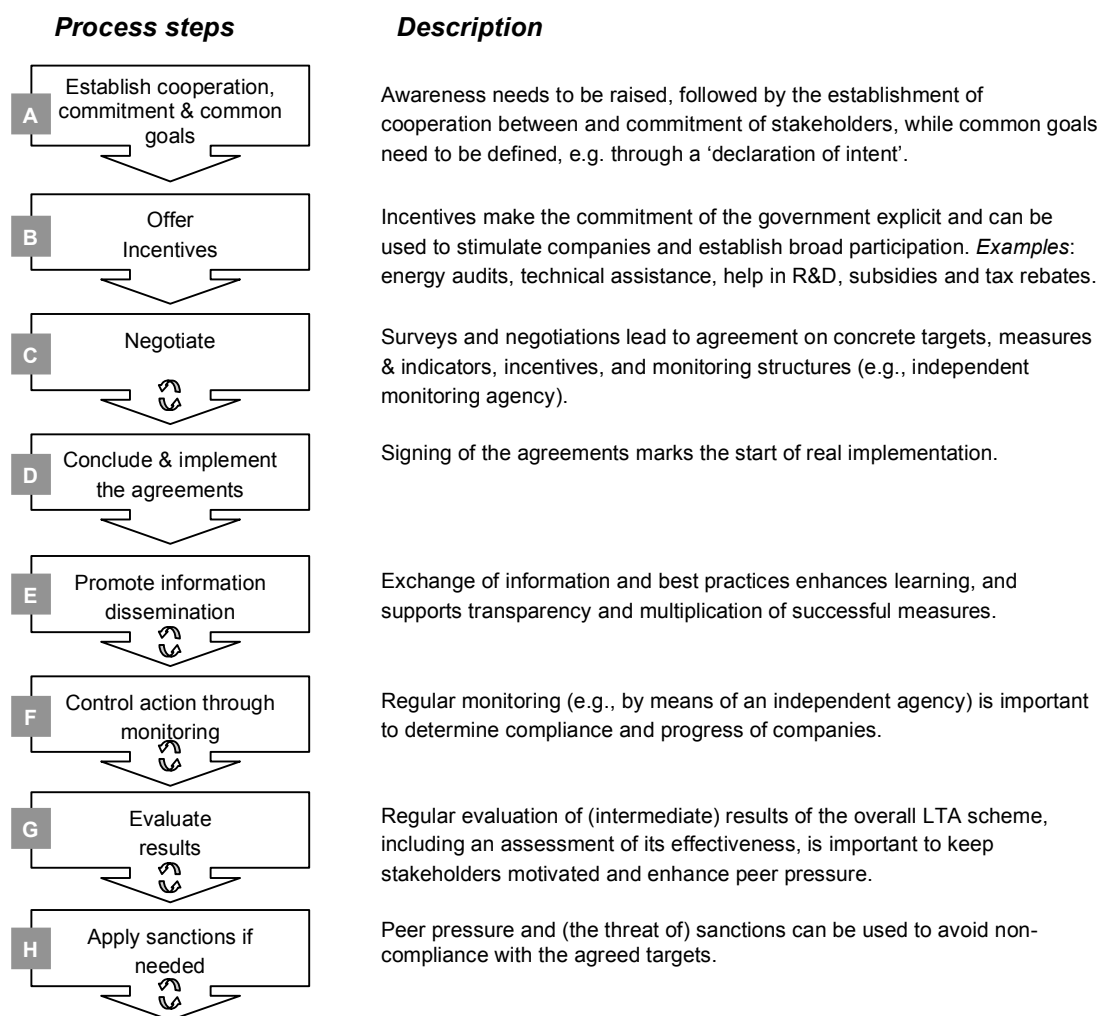 Process steps
Description
A
Establish cooperation,
commitment & common
goals
Awareness needs to be raised, followed by the establishment of
cooperation between and commitment of stakeholders, while common goals
need to be defined, e.g. through a ‘declaration of intent’.
B
Offer
Incentives
Incentives make the commitment of the government explicit and can be
used to stimulate companies and establish broad participation. Examples:
energy audits, technical assistance, help in R&D, subsidies and tax rebates.
C
Negotiate
Surveys and negotiations lead to agreement on concrete targets, measures
& indicators, incentives, and monitoring structures (e.g., independent
monitoring agency).
D
Conclude & implement
the agreements
Signing of the agreements marks the start of real implementation.
E
Promote information
dissemination
Exchange of information and best practices enhances learning, and
supports transparency and multiplication of successful measures.
F
Control action through
monitoring
Regular monitoring (e.g., by means of an independent agency) is important
to determine compliance and progress of companies.
G
Evaluate
results
Regular evaluation of (intermediate) results of the overall LTA scheme,
including an assessment of its effectiveness, is important to keep
stakeholders motivated and enhance peer pressure.
H
Apply sanctions if
needed
Peer pressure and (the threat of) sanctions can be used to avoid non-
compliance with the agreed targets.